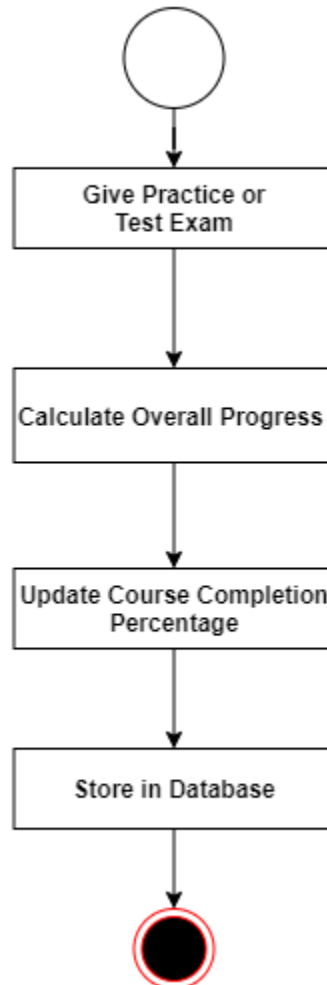 Give Practice or
Test Exam
Calculate Overall Progress
Update Course Completion
Percentage
Store in Database